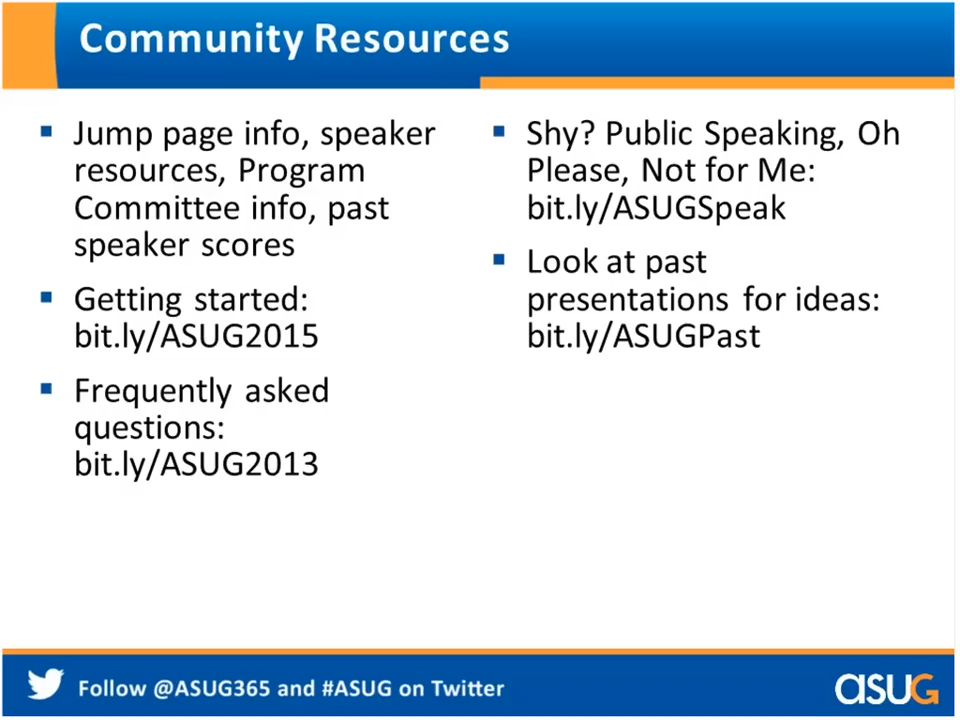 Community Resources
Jump page info, speaker
resources, Program
Committee info, past
speaker scores
Getting started:
bit.ly/ASUG2015
Frequently asked
questions:
bit.ly/ASUG2013
Shy? Public Speaking, Oh
Please, Not for Me:
bit.ly/ASUGSpeak
Look at past
presentations for ideas:
bit.ly/ASUGPast
Follow @ASUG365 and #ASUG on Twitter
asuG